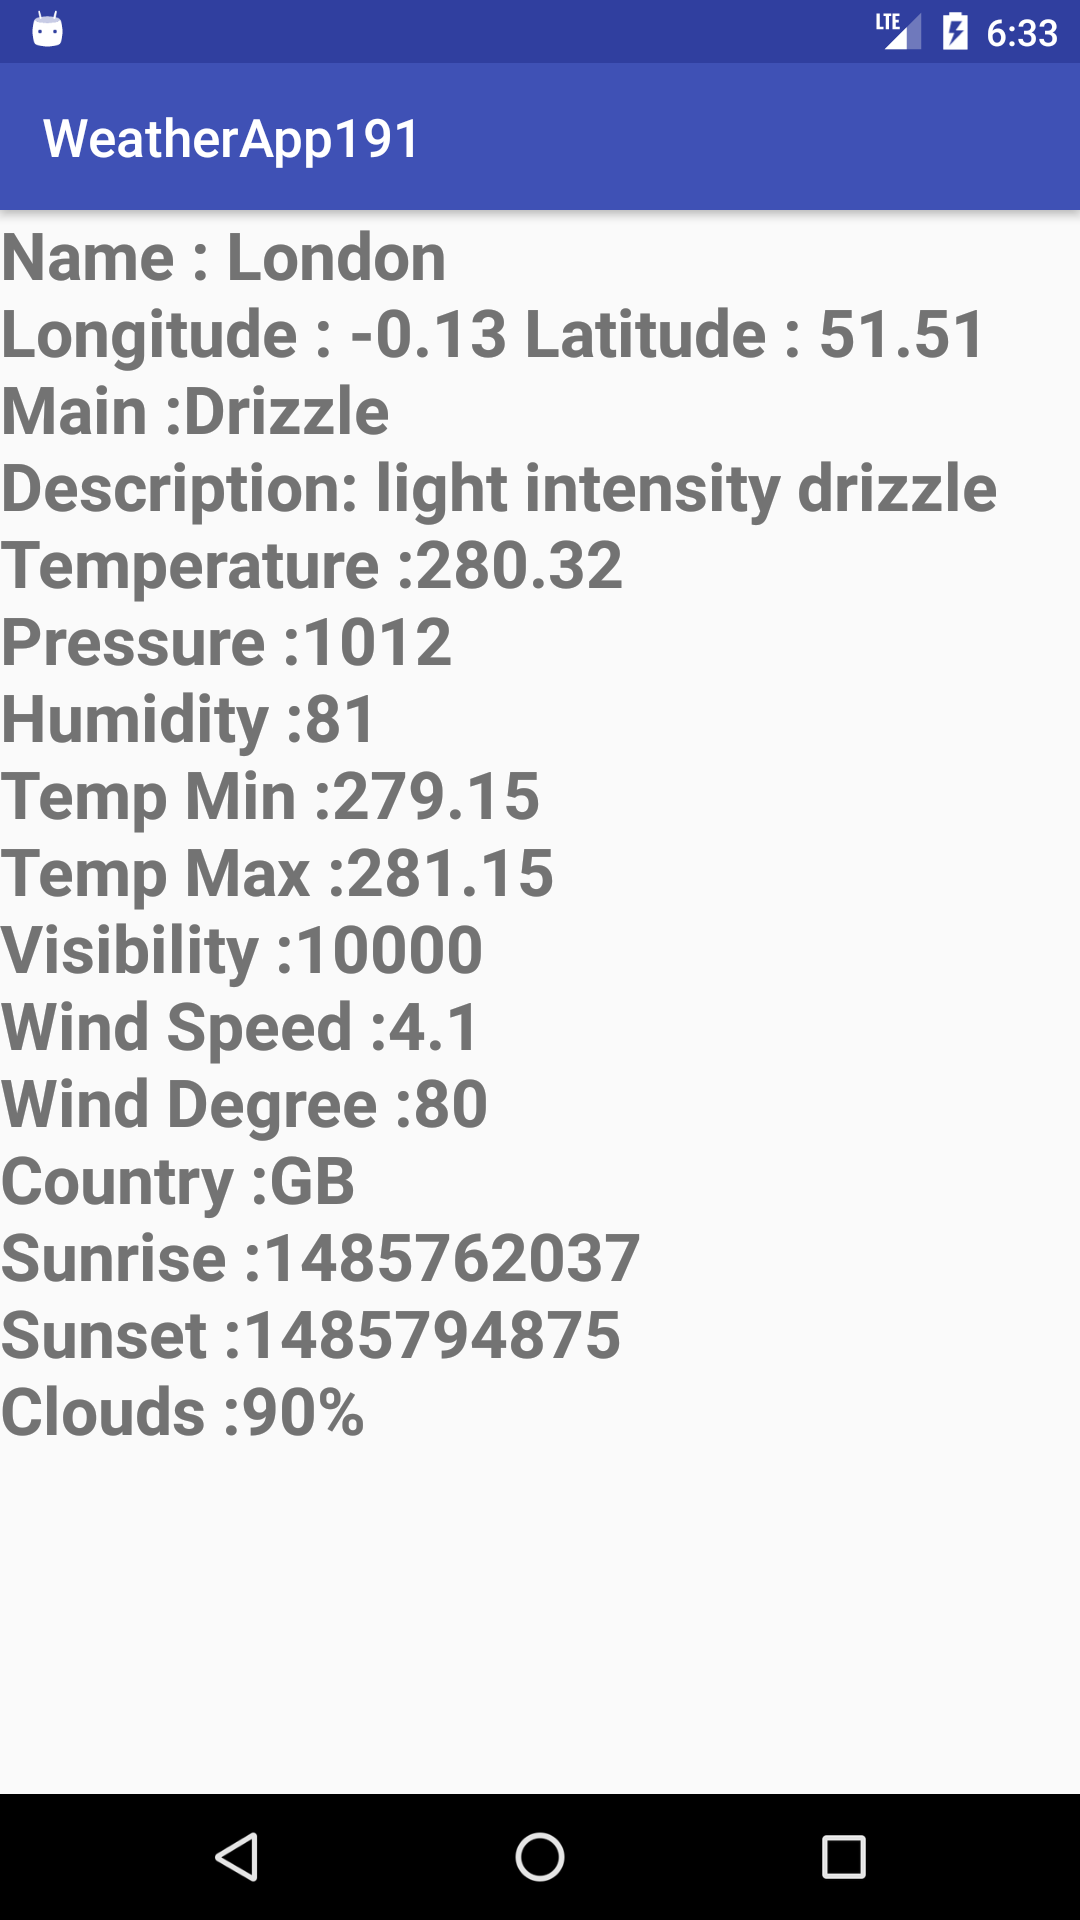 LTE 6:33
WeatherApp191
Name : London
Longitude : -0.13 Latitude : 51.51
Main :Drizzle
Description: light intensity drizzle
Temperature :280.32
Pressure :1012
Humidity :81
Temp Min :279.15
Temp Max :281.15
Visibility :10000
Wind Speed :4.1
Wind Degree :80
Country :GB
Sunrise :1485762037
Sunset :1485794875
Clouds :90%